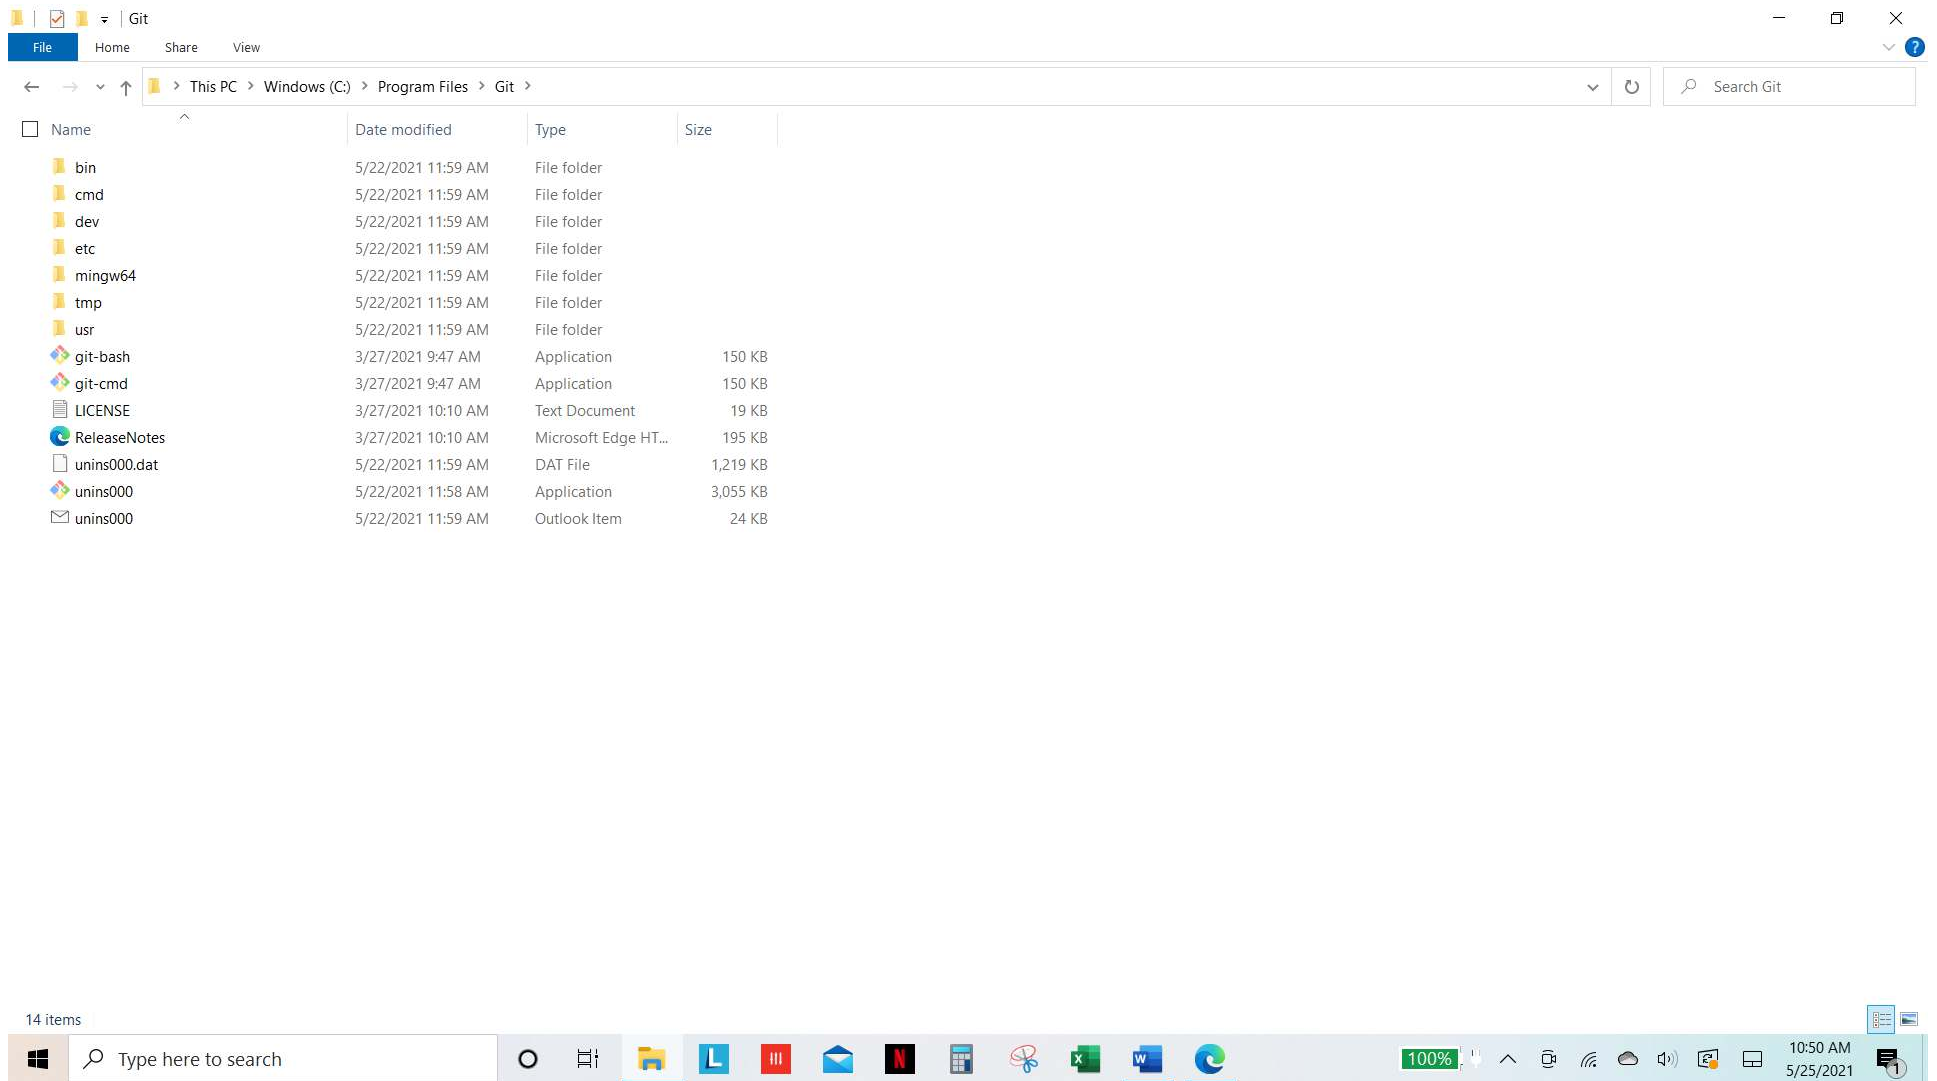 Git
File Home Share View
This PC > Windows (C:) > Program Files > Git >
Search Git
Name Date modified Type Size
bin 5/22/2021 11:59 AM File folder
cmd 5/22/2021 11:59 AM File folder
dev 5/22/2021 11:59 AM File folder
etc 5/22/2021 11:59 AM File folder
mingw64 5/22/2021 11:59 AM File folder
tmp 5/22/2021 11:59 AM File folder
usr 5/22/2021 11:59 AM File folder
git-bash 3/27/2021 9:47 AM Application 150 KB
git-cmd 3/27/2021 9:47 AM Application 150 KB
LICENSE 3/27/2021 10:10 AM Text Document 19 KB
ReleaseNotes 3/27/2021 10:10 AM Microsoft Edge HT... 195 KB
unins000.dat 5/22/2021 11:59 AM DAT File 1,219 KB
unins000 5/22/2021 11:58 AM Application 3,055 KB
unins000 5/22/2021 11:59 AM Outlook Item 24 KB
14 items
Type here to search
L
N
X
W
100%
10:50 AM
5/25/2021
1